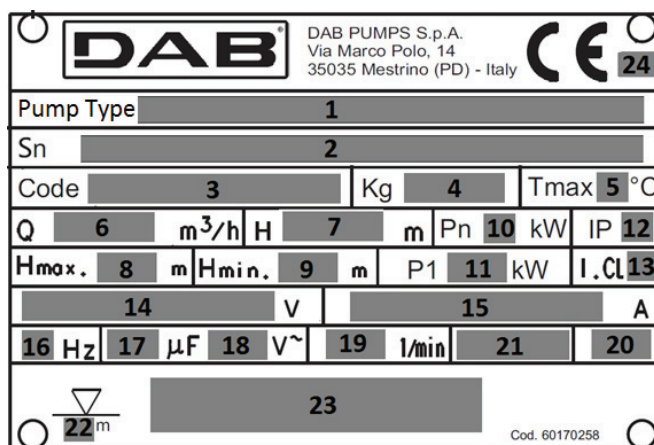 DAB
DAB PUMPS S.p.A.
Via Marco Polo, 14
35035 Mestrino (PD) - Italy
CE 24
Pump Type 1
Sn 2
Code 3 Kg 4 Tmax 5 °C
Q 6 m³/h H 7 m Pn 10 kW IP 12
Hmax. 8 m Hmin. 9 m P1 11 kW I.CL 13
14 V 15 A
16 Hz 17 µF 18 V~ 19 1/min 21 20
22 m 23
Cod. 60170258